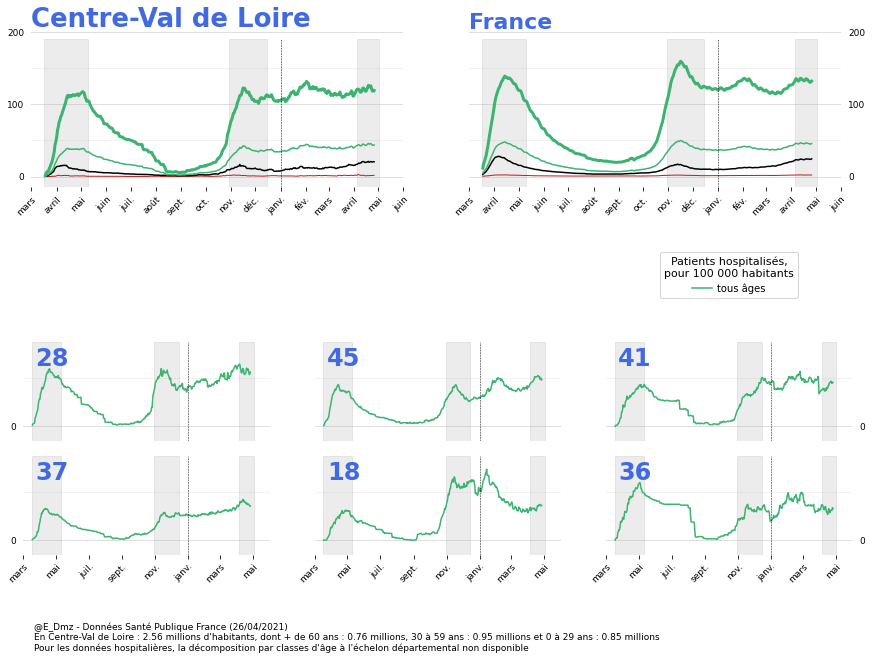 Centre-Val de Loire
France
200
100
0
mars avril mai juin juil. août sept. oct. nov. déc. janv. fév. mars avril mai juin
200
100
0
mars avril mai juin juil. août sept. oct. nov. déc. janv. fév. mars avril mai juin
Patients hospitalisés,
pour 100 000 habitants
tous âges
28
45
41
0
0
37
18
36
0
0
mars mai juil. sept. nov. janv. mars mai
mars mai juil. sept. nov. janv. mars mai
mars mai juil. sept. nov. janv. mars mai
@E_Dmz - Données Santé Publique France (26/04/2021)
En Centre-Val de Loire : 2.56 millions d'habitants, dont + de 60 ans : 0.76 millions, 30 à 59 ans : 0.95 millions et 0 à 29 ans : 0.85 millions
Pour les données hospitalières, la décomposition par classes d'âge à l'échelon départemental non disponible